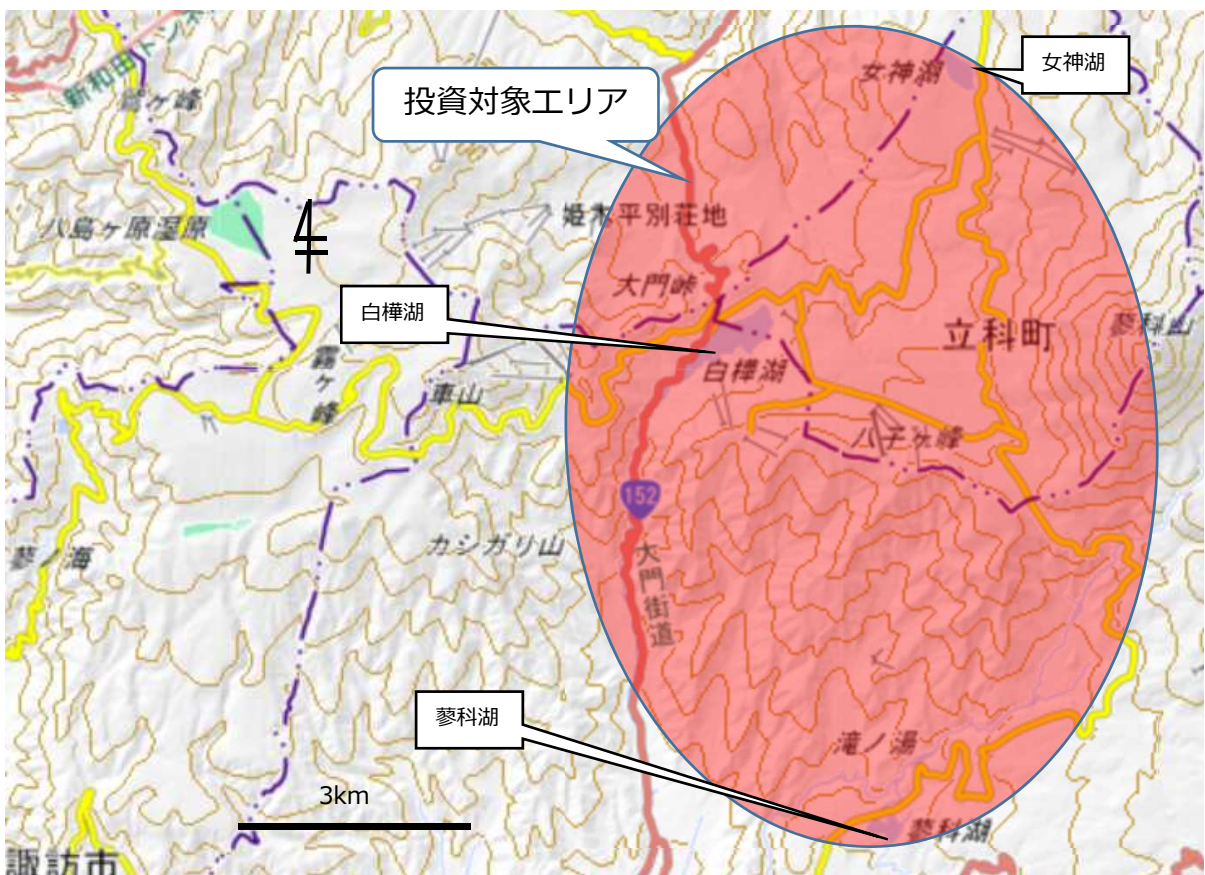 新和田トンネル
女神湖
女神湖
投資対象エリア
鷲ヶ峰
八島ヶ原湿原
姫木平別荘地
大門峠
白樺湖
立科町
蓼科山
霧ヶ峰
車山
白樺湖
八子ヶ峰
152
カシガリ山
蓼ノ海
大門街道
蓼科湖
滝ノ湯
3km
蓼科湖
諏訪市